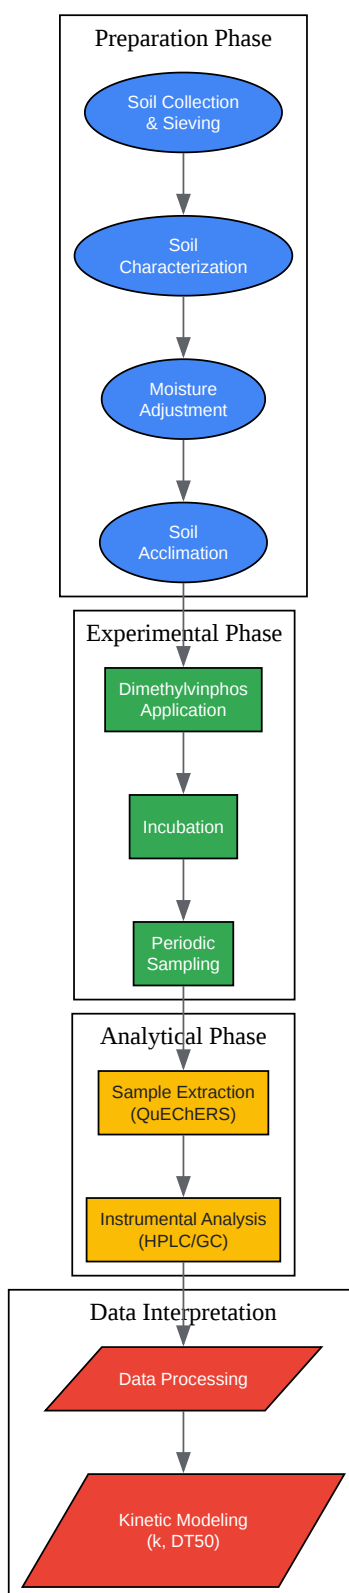 Preparation Phase
Soil Collection
& Sieving
Soil
Characterization
Moisture
Adjustment
Soil
Acclimation
Experimental Phase
Dimethylvinphos
Application
Incubation
Periodic
Sampling
Analytical Phase
Sample Extraction
(QuEChERS)
Instrumental Analysis
(HPLC/GC)
Data Interpretation
Data Processing
Kinetic Modeling
(k, DT50)